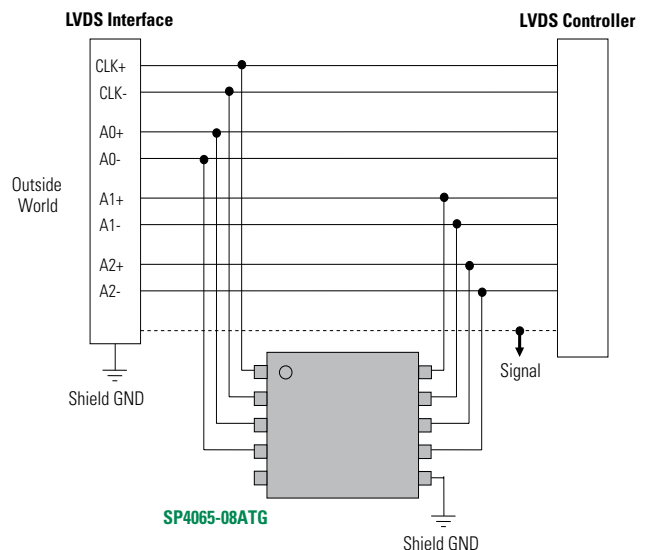 LVDS Interface
LVDS Controller
CLK+
CLK-
A0+
A0-
Outside
World
A1+
A1-
A2+
A2-
Signal
Shield GND
SP4065-08ATG
Shield GND